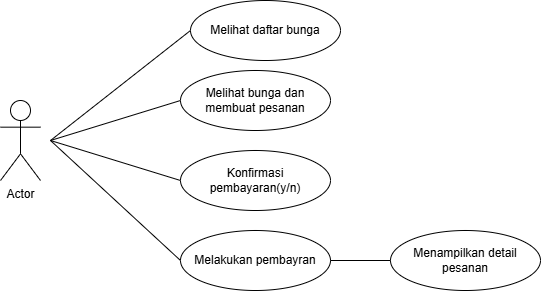 Melihat daftar bunga
Melihat bunga dan
membuat pesanan
Actor
Konfirmasi
pembayaran(y/n)
Melakukan pembayran
Menampilkan detail
pesanan